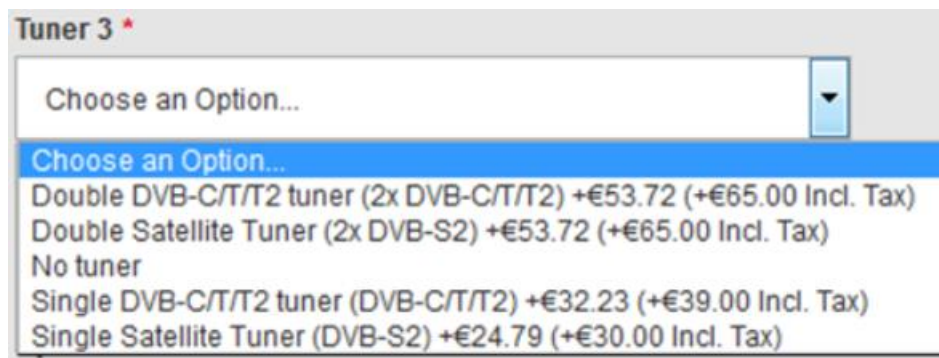 Tuner 3 *
Choose an Option...
Choose an Option...
Double DVB-C/T/T2 tuner (2x DVB-C/T/T2) +€53.72 (+€65.00 Incl. Tax)
Double Satellite Tuner (2x DVB-S2) +€53.72 (+€65.00 Incl. Tax)
No tuner
Single DVB-C/T/T2 tuner (DVB-C/T/T2) +€32.23 (+€39.00 Incl. Tax)
Single Satellite Tuner (DVB-S2) +€24.79 (+€30.00 Incl. Tax)